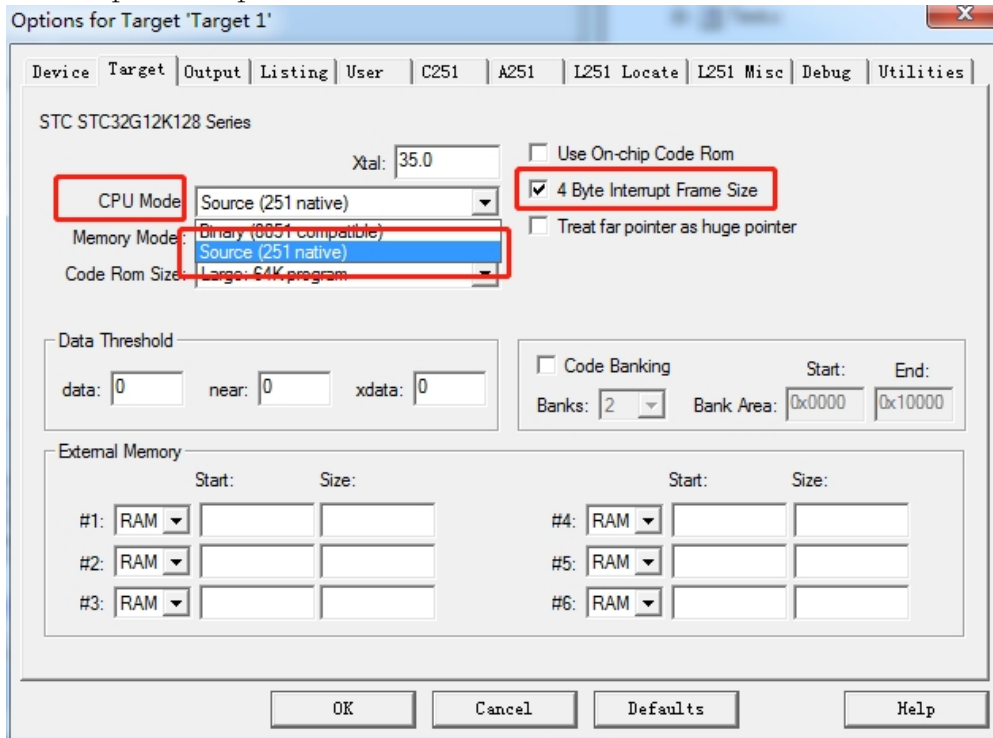 Options for Target 'Target 1'
Device Target Output Listing User C251 A251 L251 Locate L251 Misc Debug Utilities
STC STC32G12K128 Series
Xtal: 35.0
Use On-chip Code Rom
CPU Mode Source (251 native)
4 Byte Interrupt Frame Size
Binary (8051 compatible)
Memory Model:
Treat far pointer as huge pointer
Source (251 native)
Code Rom Size: Large: 64K program
Data Threshold
data: 0 near: 0 xdata: 0
Code Banking Start: End:
Banks: 2 Bank Area: 0x0000 0x10000
External Memory
Start: Size: Start: Size:
#1: RAM #4: RAM
#2: RAM #5: RAM
#3: RAM #6: RAM
OK Cancel Defaults Help